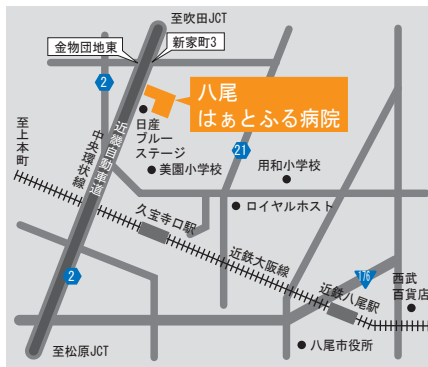 至吹田JCT
金物団地東
新家町3
2
八尾
はぁとふる病院
日産
ブルー
ステージ
至上本町
近畿自動車道
中央環状線
美園小学校
21
用和小学校
久宝寺口駅
ロイヤルホスト
近鉄大阪線
2
176
近鉄八尾駅
西武
百貨店
至松原JCT
八尾市役所